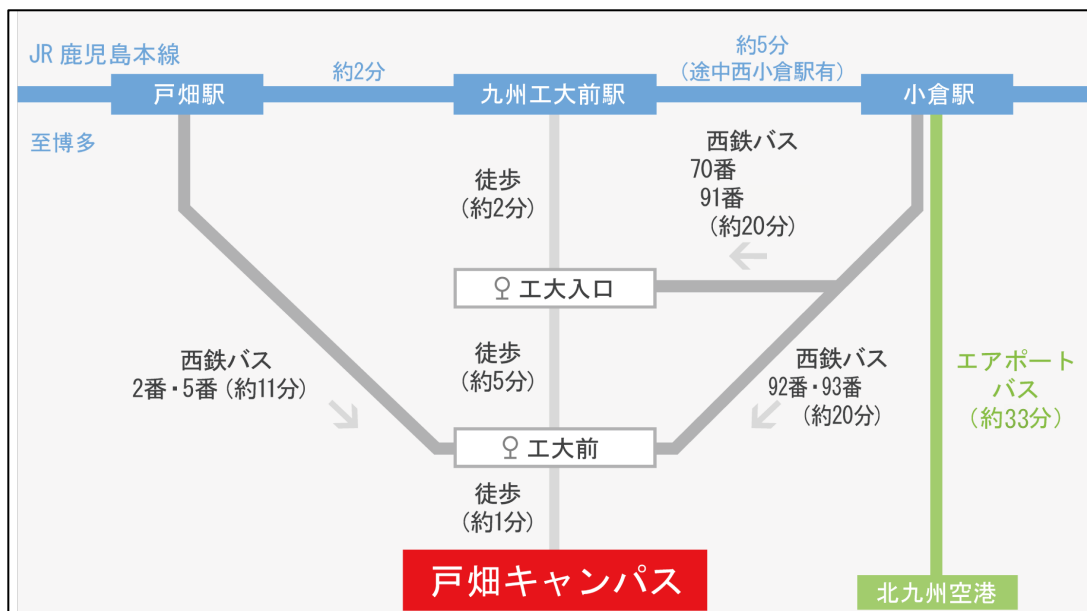 JR 鹿児島本線
約5分
(途中西小倉駅有)
約2分
戸畑駅
九州工大前駅
小倉駅
至博多
西鉄バス
70番
91番
(約20分)
徒歩
(約2分)
工大入口
西鉄バス
2番・5番 (約11分)
徒歩
(約5分)
西鉄バス
92番・93番
(約20分)
エアポート
バス
(約33分)
工大前
徒歩
(約1分)
戸畑キャンパス
北九州空港